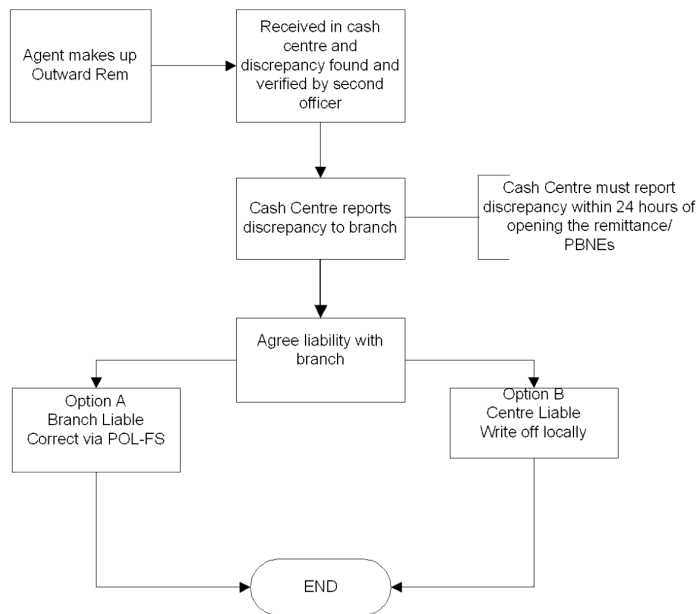 Agent makes up
Outward Rem
Received in cash
centre and
discrepancy found and
verified by second
officer
Cash Centre reports
discrepancy to branch
Cash Centre must report
discrepancy within 24 hours of
opening the remittance/
PBNEs
Agree liability with
branch
Option A
Branch Liable
Correct via POL-FS
Option B
Centre Liable
Write off locally
END